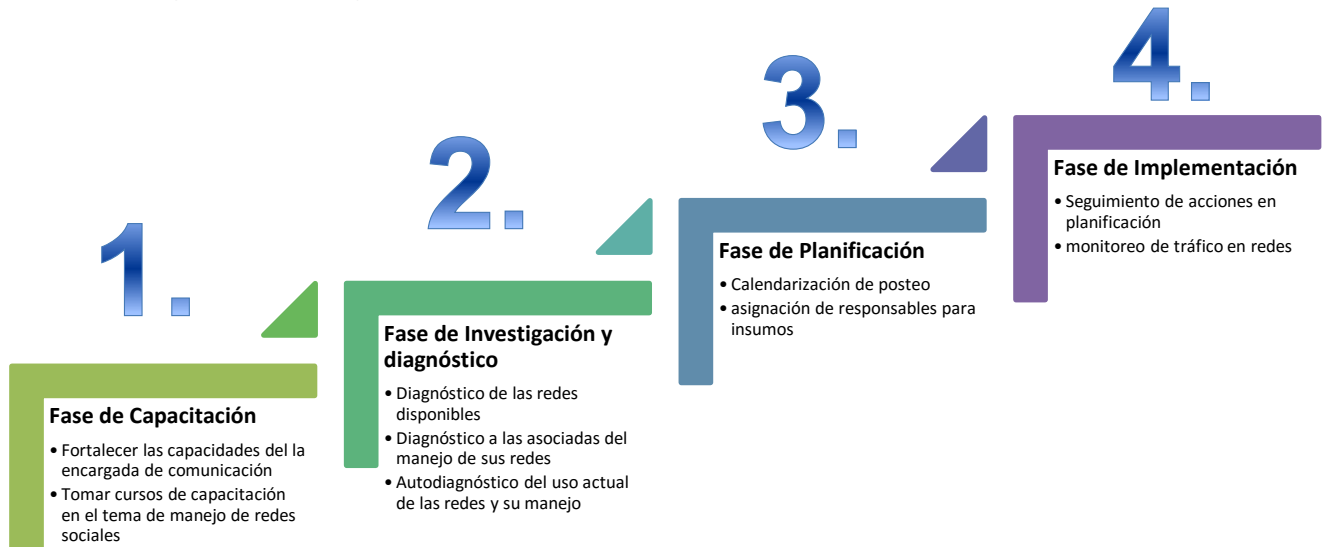 1.
Fase de Capacitación
• Fortalecer las capacidades del la
encargada de comunicación
• Tomar cursos de capacitación
en el tema de manejo de redes
sociales
2.
Fase de Investigación y
diagnóstico
• Diagnóstico de las redes
disponibles
• Diagnóstico a las asociadas del
manejo de sus redes
• Autodiagnóstico del uso actual
de las redes y su manejo
3.
Fase de Planificación
• Calendarización de posteo
• asignación de responsables para
insumos
4.
Fase de Implementación
• Seguimiento de acciones en
planificación
• monitoreo de tráfico en redes